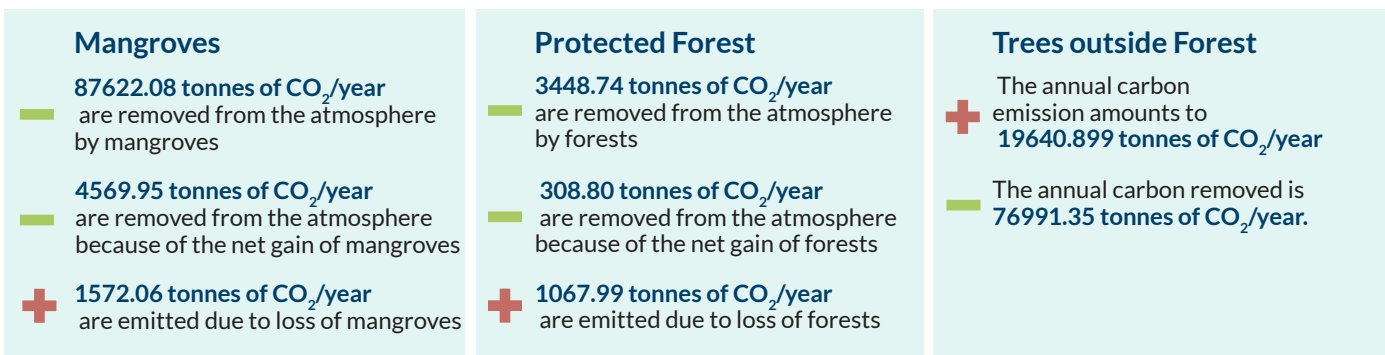 Mangroves
87622.08 tonnes of CO₂/year
are removed from the atmosphere
by mangroves
4569.95 tonnes of CO₂/year
are removed from the atmosphere
because of the net gain of mangroves
1572.06 tonnes of CO₂/year
are emitted due to loss of mangroves
Protected Forest
3448.74 tonnes of CO₂/year
are removed from the atmosphere
by forests
308.80 tonnes of CO₂/year
are removed from the atmosphere
because of the net gain of forests
1067.99 tonnes of CO₂/year
are emitted due to loss of forests
Trees outside Forest
The annual carbon
emission amounts to
19640.899 tonnes of CO₂/year
The annual carbon removed is
76991.35 tonnes of CO₂/year.